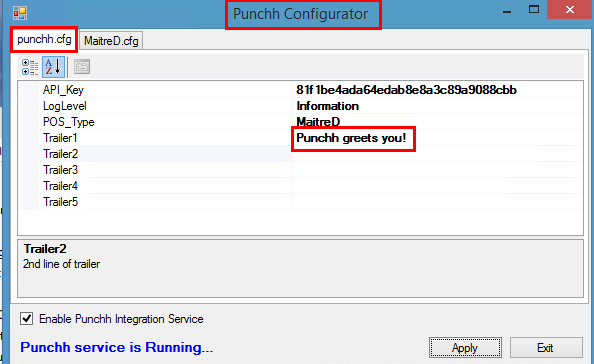 Punchh Configurator
punchh.cfg MaitreD.cfg
API_Key 81f1be4ada64edab8e8a3c89a9088cbb
LogLevel Information
POS_Type MaitreD
Trailer1 Punchh greets you!
Trailer2
Trailer3
Trailer4
Trailer5
Trailer2
2nd line of trailer
Enable Punchh Integration Service
Punchh service is Running... Apply Exit